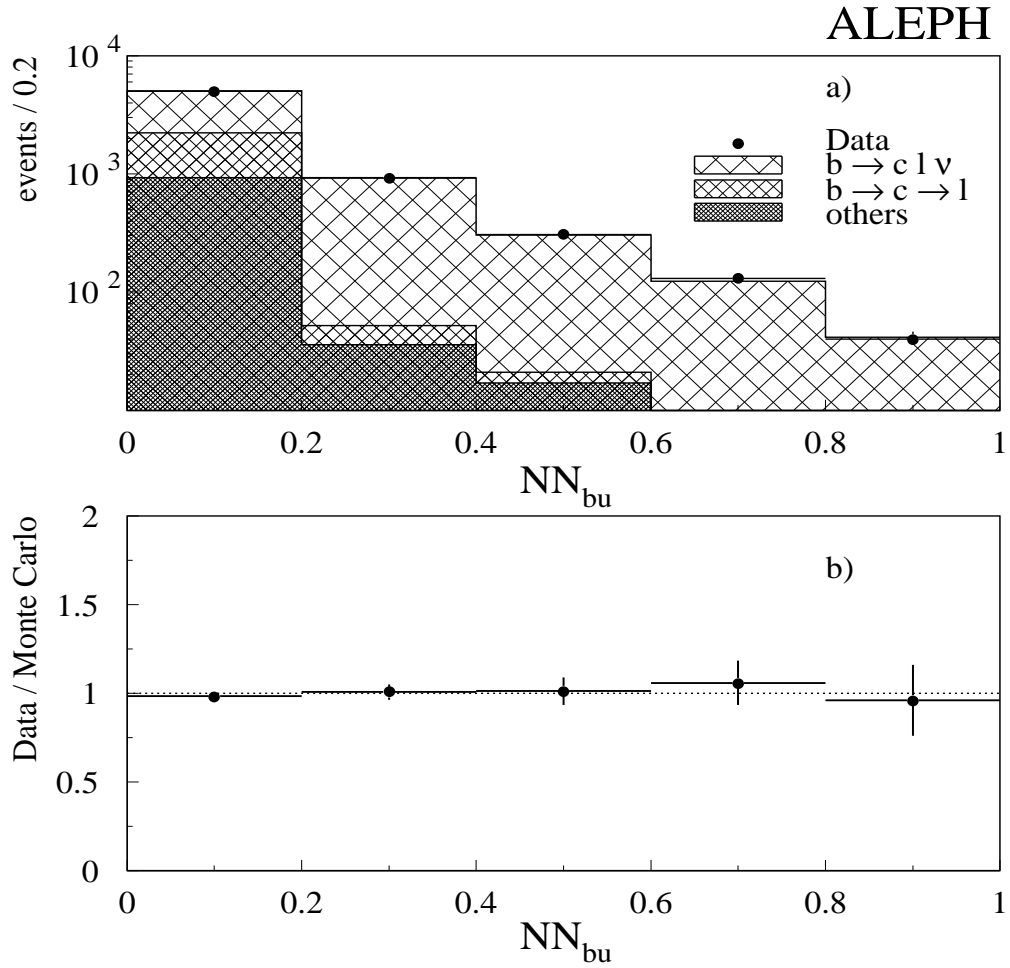 ALEPH
events / 0.2
10 4
10 3
10 2
a)
Data
b → c l ν
b → c → l
others
0 0.2 0.4 0.6 0.8 1
NNbu
Data / Monte Carlo
2
1.5
1
0.5
0
b)
0 0.2 0.4 0.6 0.8 1
NNbu